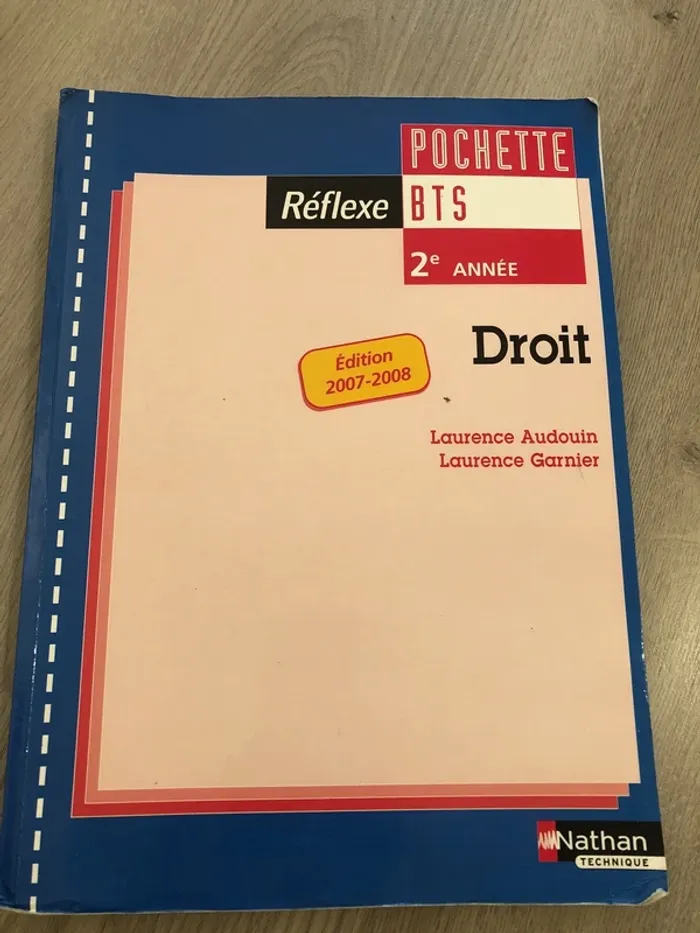 POCHETTE
Réflexe BTS
2e ANNÉE
Droit
Édition
2007-2008
Laurence Audouin
Laurence Garnier
Nathan
TECHNIQUE